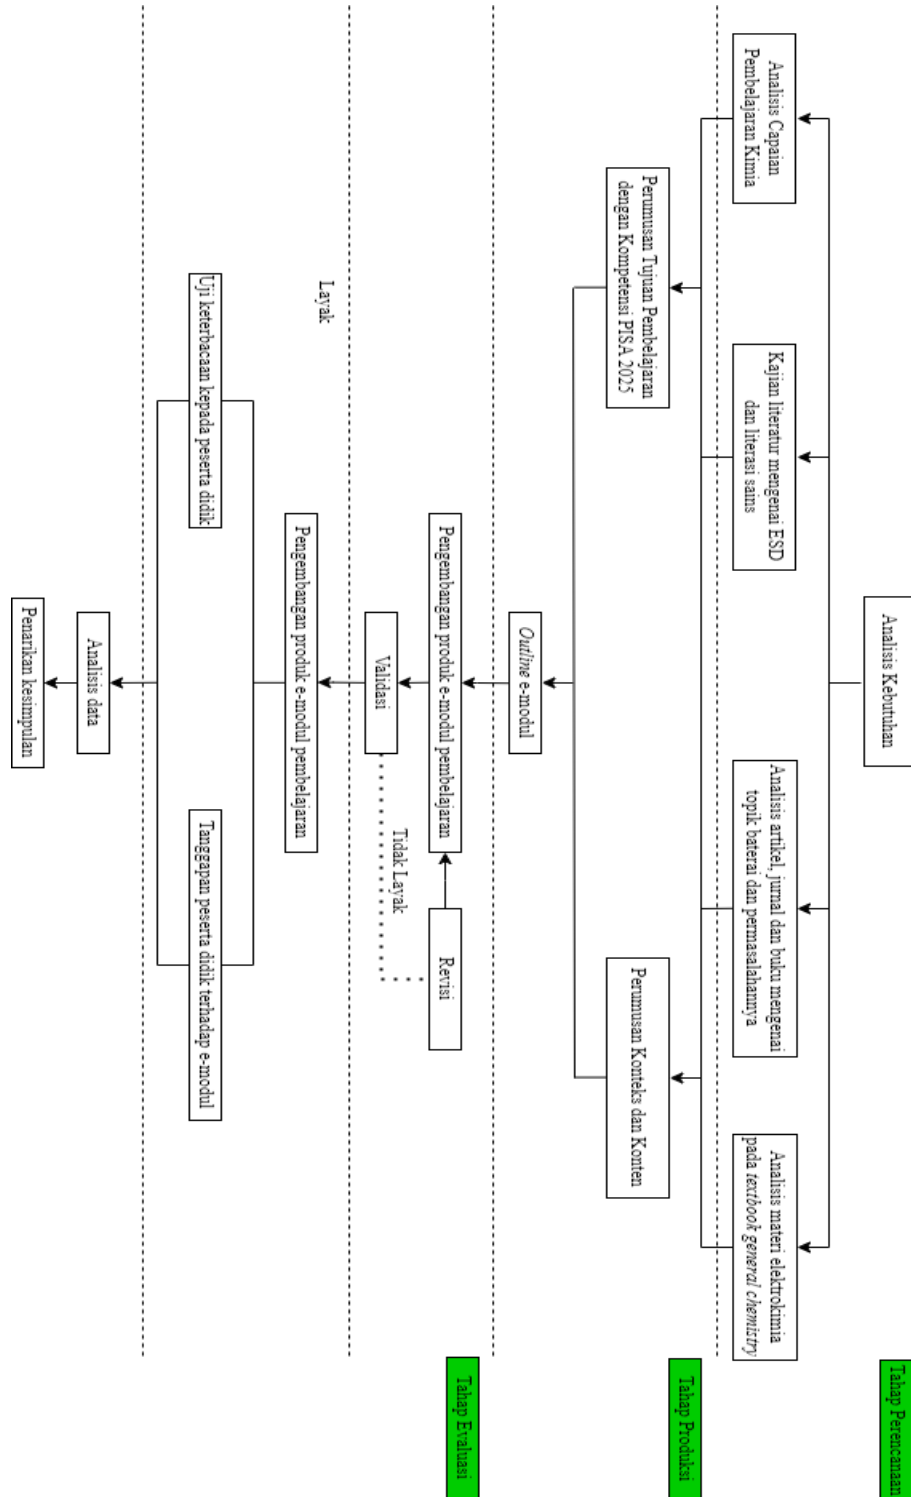 Analisis Kebutuhan
Tahap Perencanaan
Analisis Capaian
Pembelajaran Kimia
Kajian literatur mengenai ESD
dan literasi sains
Analisis artikel, jurnal dan buku mengenai
topik baterai dan permasalahannya
Analisis materi elektrokimia
pada textbook general chemistry
Perumusan Tujuan Pembelajaran
dengan Kompetensi PISA 2025
Perumusan Konteks dan Konten
Tahap Produksi
Outline e-modul
Pengembangan produk e-modul pembelajaran
Revisi
Tahap Evaluasi
Tidak Layak
Validasi
Layak
Pengembangan produk e-modul pembelajaran
Uji keterbacaan kepada peserta didik
Tanggapan peserta didik terhadap e-modul
Analisis data
Penarikan kesimpulan